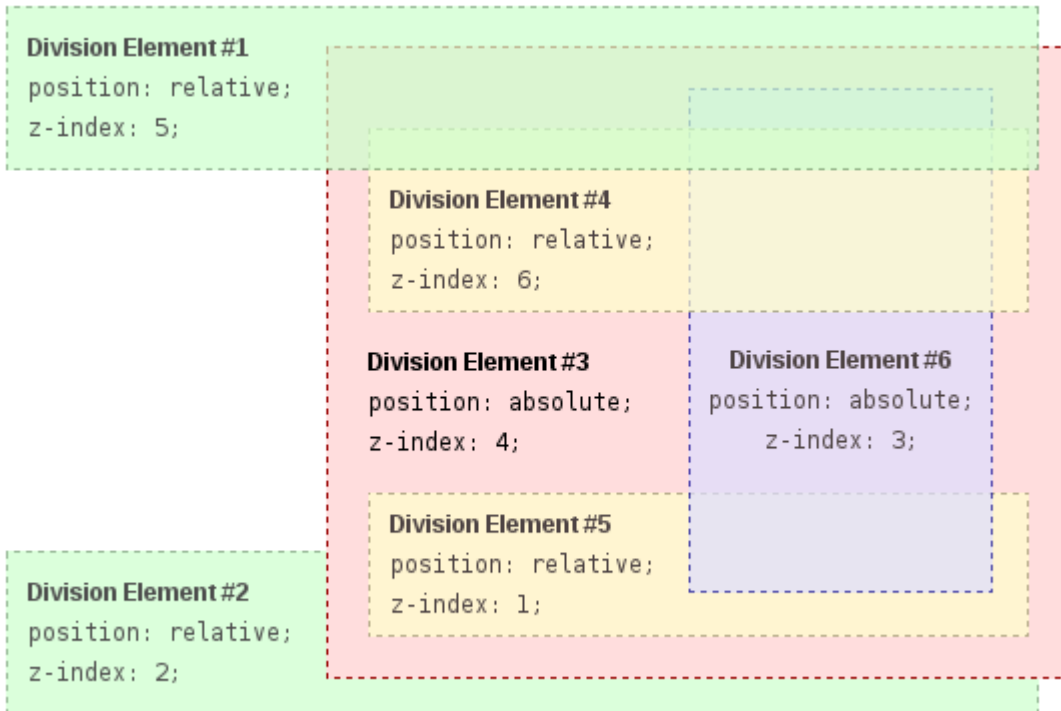 Division Element #1
position: relative;
z-index: 5;
Division Element #4
position: relative;
z-index: 6;
Division Element #3
position: absolute;
z-index: 4;
Division Element #6
position: absolute;
z-index: 3;
Division Element #5
position: relative;
z-index: 1;
Division Element #2
position: relative;
z-index: 2;